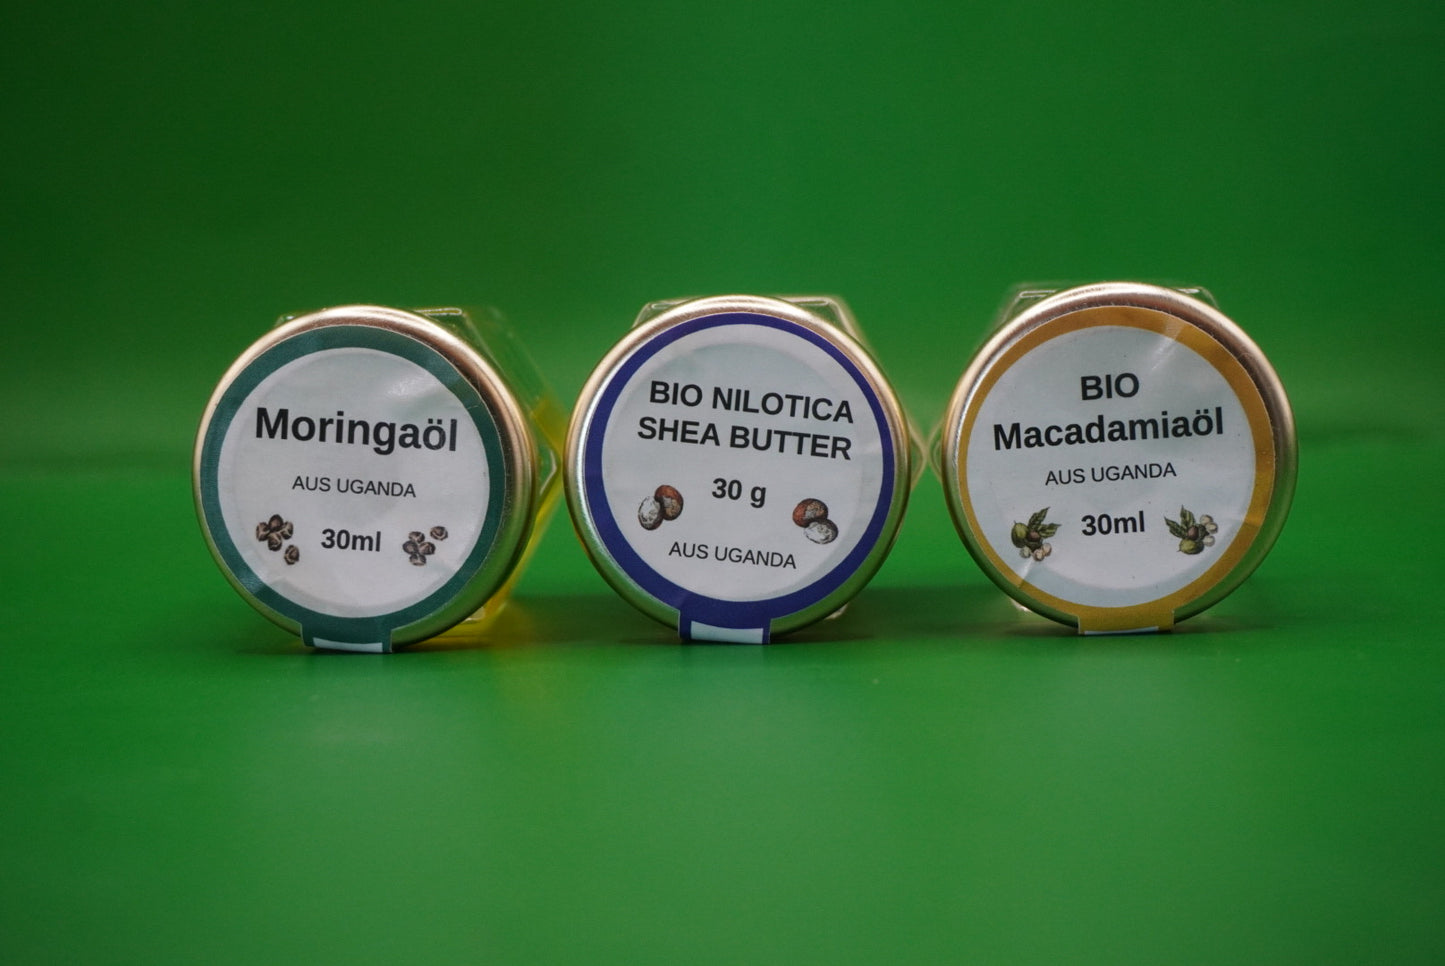 Moringaöl
AUS UGANDA
30ml
BIO NILOTICA
SHEA BUTTER
30 g
AUS UGANDA
BIO
Macadamiaöl
AUS UGANDA
30ml